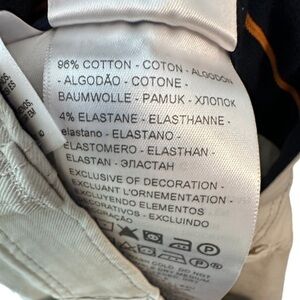 96% COTTON - COTON - ALGODON
- ALGODÃO - COTONE -
BAUMWOLLE - PAMUK - ХЛОПОК
4% ELASTANE - ELASTHANNE -
elastano - ELASTANO -
ELASTOMERO - ELASTHAN -
ELASTAN - ЭЛАСТАН
EXCLUSIVE OF DECORATION -
EXCLUANT L'ORNEMENTATION -
EXCLUYENDO ELEMENTOS
DECORATIVOS - EXCLUINDO